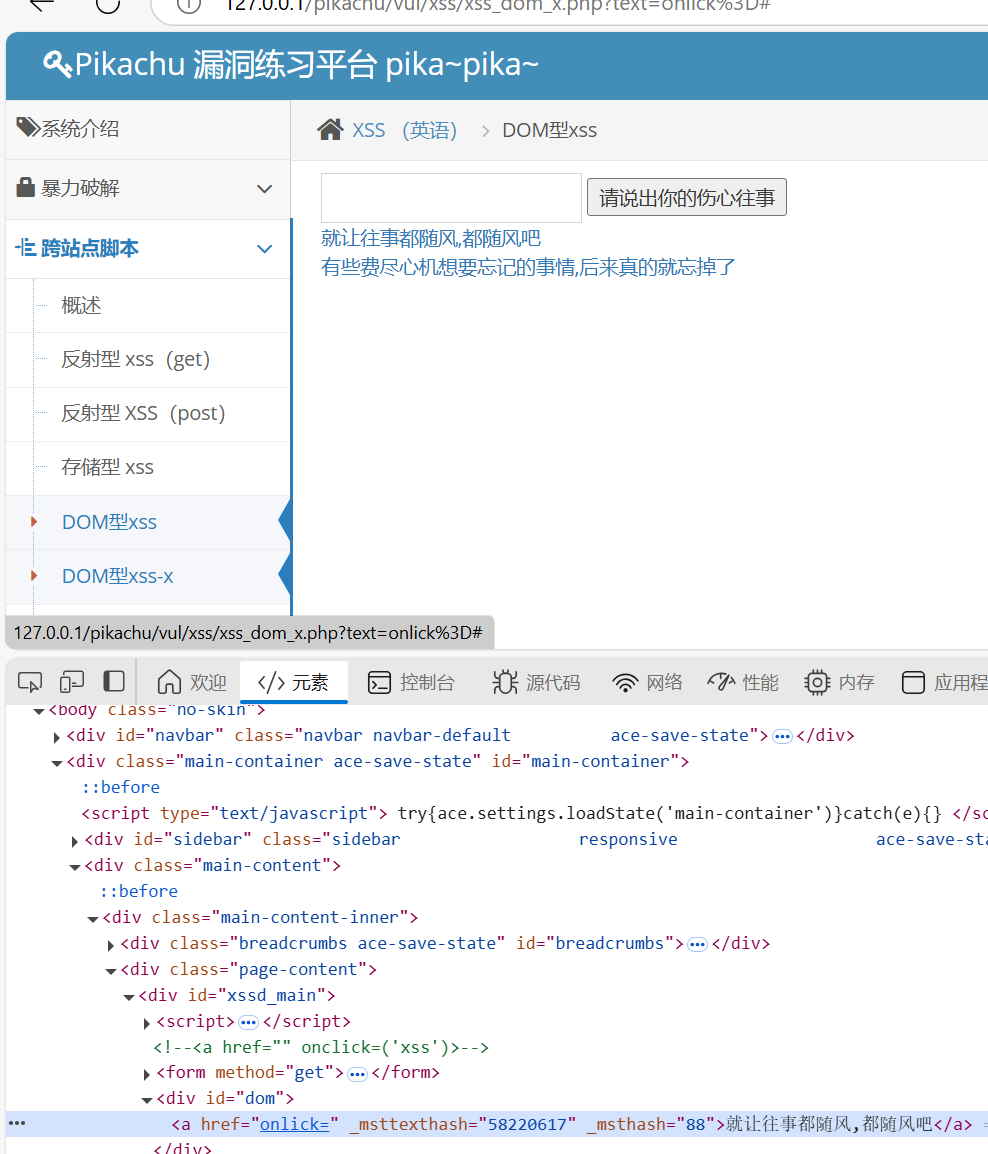 127.0.0.1/pikachu/vul/xss/xss_dom_x.php?text=onlick%3D#
Pikachu 漏洞练习平台 pika~pika~
系统介绍
XSS （英语） > DOM型xss
暴力破解
请说出你的伤心往事
跨站点脚本
就让往事都随风,都随风吧
有些费尽心机想要忘记的事情,后来真的就忘掉了
概述
反射型 xss（get）
反射型 XSS（post）
存储型 xss
DOM型xss
DOM型xss-x
127.0.0.1/pikachu/vul/xss/xss_dom_x.php?text=onlick%3D#
欢迎 </> 元素 控制台 源代码 网络 性能 内存 应用程
<body class="no-skin">
<div id="navbar" class="navbar navbar-default ace-save-state"> ••• </div>
<div class="main-container ace-save-state" id="main-container">
::before
<script type="text/javascript"> try{ace.settings.loadState('main-container')}catch(e){} </sc
<div id="sidebar" class="sidebar responsive ace-save-sta
<div class="main-content">
::before
<div class="main-content-inner">
<div class="breadcrumbs ace-save-state" id="breadcrumbs"> ••• </div>
<div class="page-content">
<div id="xssd_main">
<script> ••• </script>
<!--<a href="" onclick=('xss')>-->
<form method="get"> ••• </form>
<div id="dom">
••• <a href="onlick=" _msttexthash="58220617" _msthash="88">就让往事都随风,都随风吧</a> =
</div>